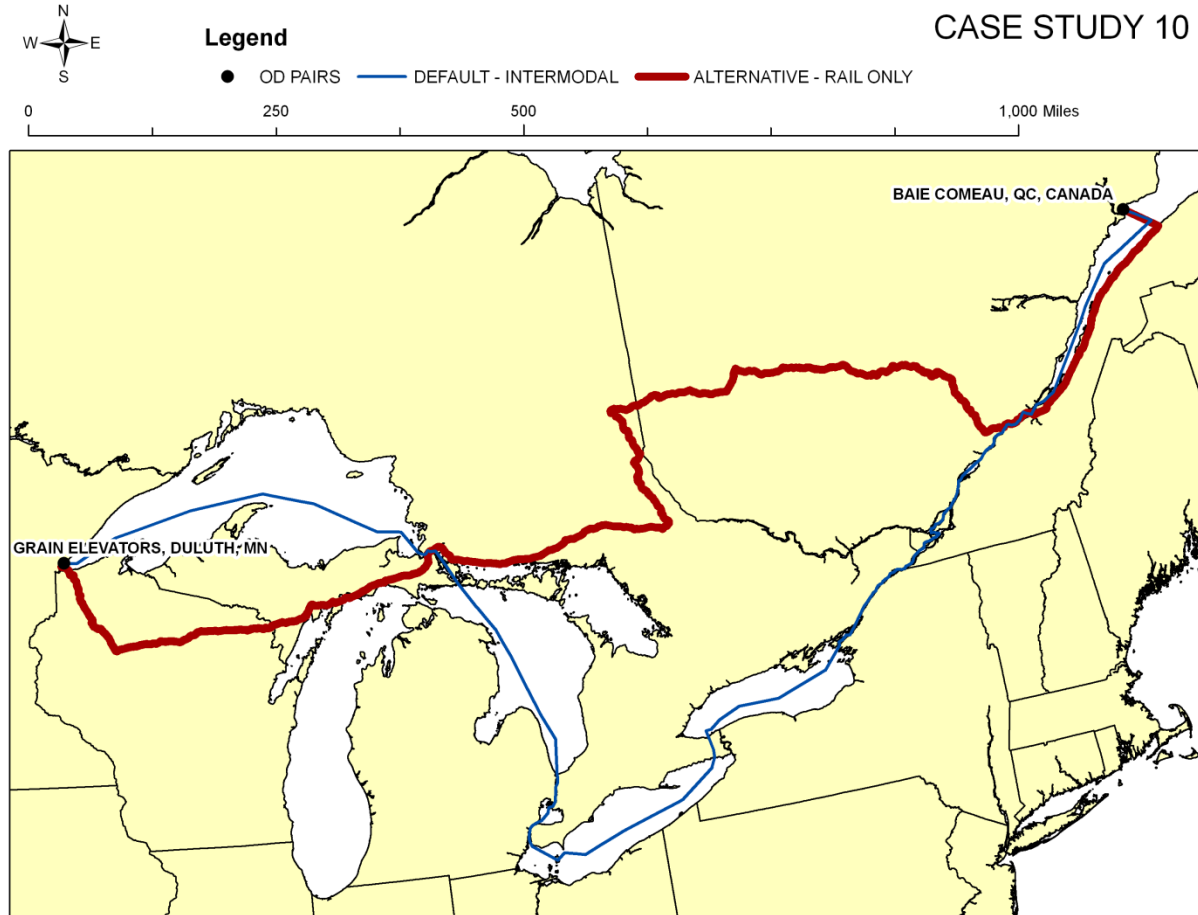 CASE STUDY 10
N
W E
S
Legend
OD PAIRS DEFAULT - INTERMODAL ALTERNATIVE - RAIL ONLY
0 250 500 1,000 Miles
BAIE COMEAU, QC, CANADA
GRAIN ELEVATORS, DULUTH, MN